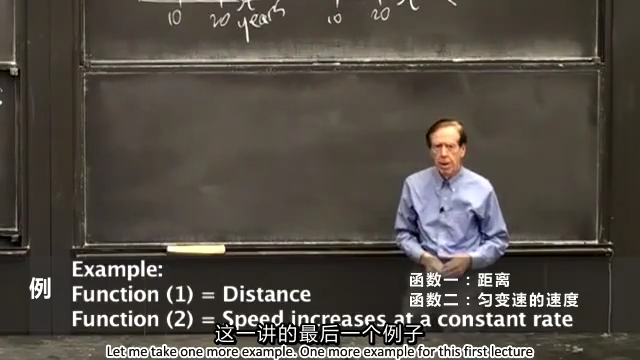 10 20 x
years
10 20 x
例
Example:
Function (1) = Distance
Function (2) = Speed increases at a constant rate
函数一：距离
函数二：匀变速的速度
这一讲的最后一个例子
Let me take one more example. One more example for this first lecture